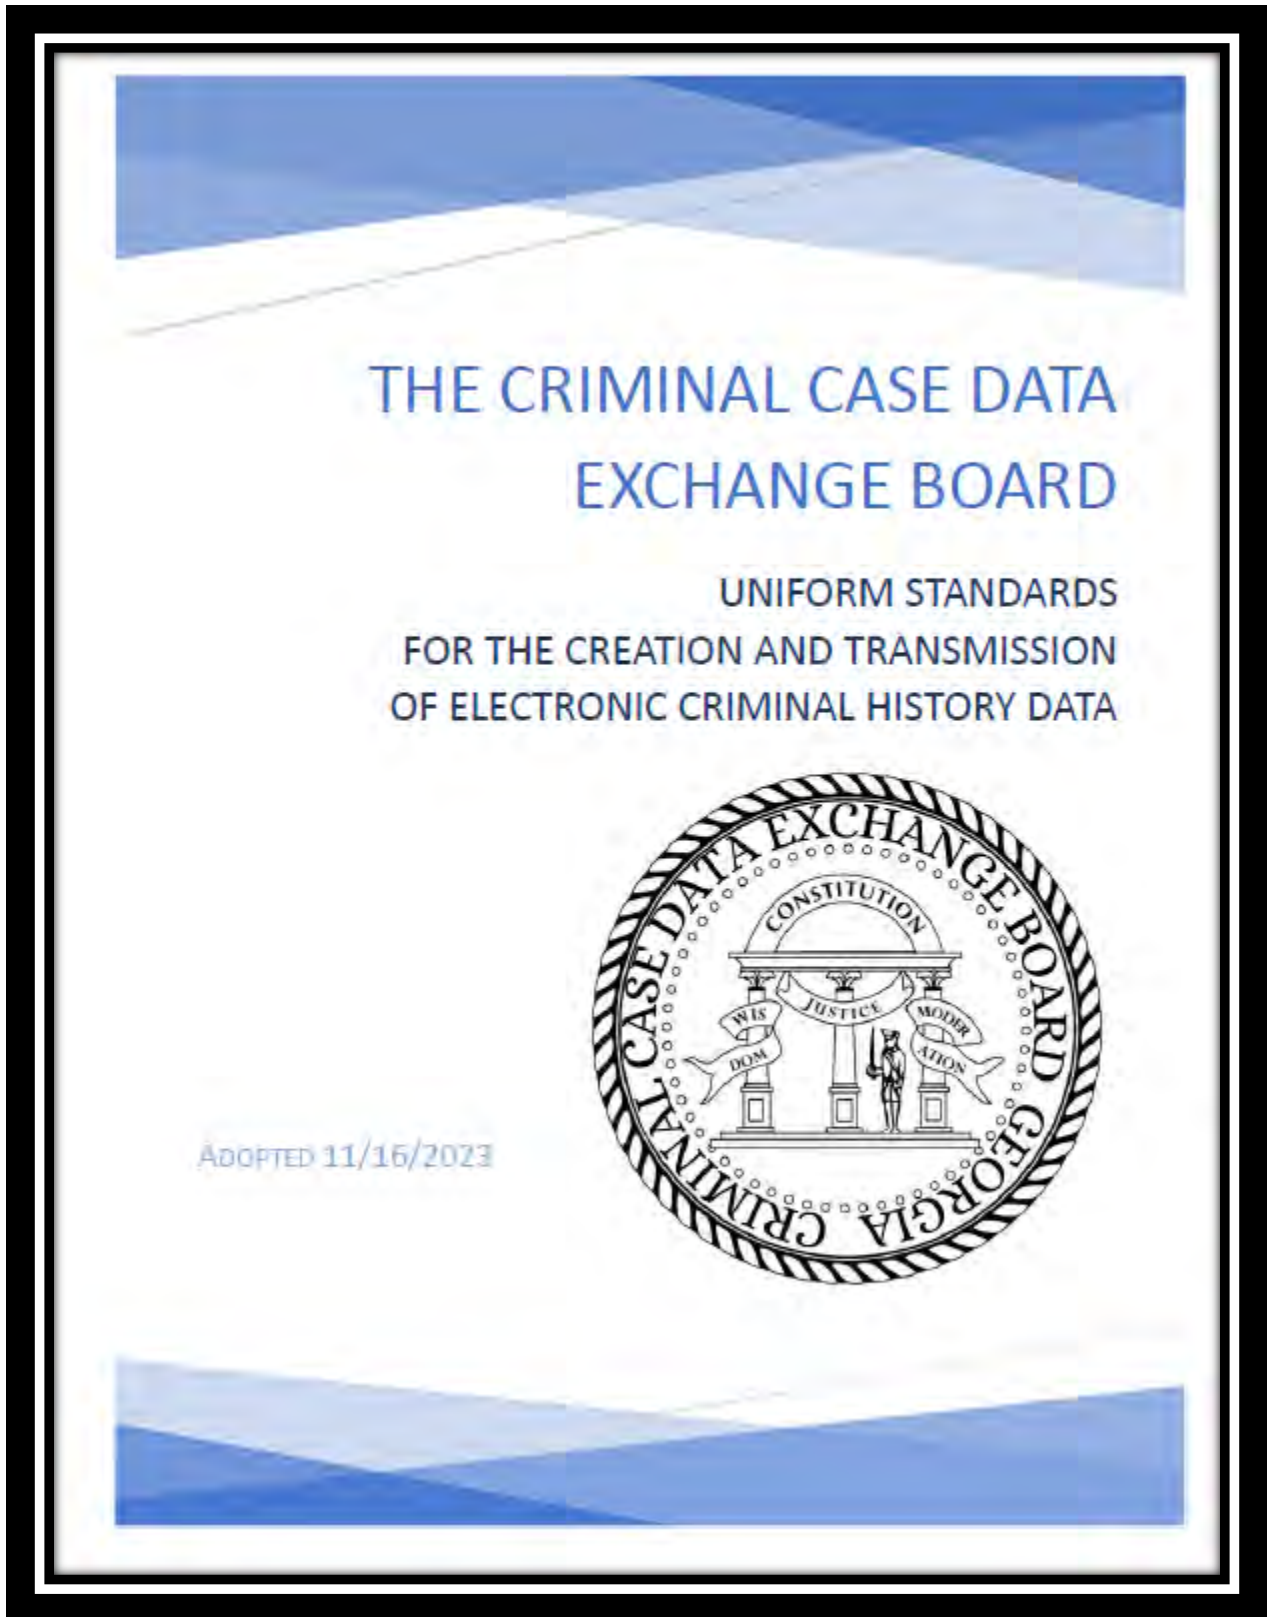 THE CRIMINAL CASE DATA
EXCHANGE BOARD
UNIFORM STANDARDS
FOR THE CREATION AND TRANSMISSION
OF ELECTRONIC CRIMINAL HISTORY DATA
CRIMINAL CASE DATA EXCHANGE BOARD GEORGIA
CONSTITUTION
JUSTICE
WIS
DOM
MODER
ATION
ADOPTED 11/16/2023